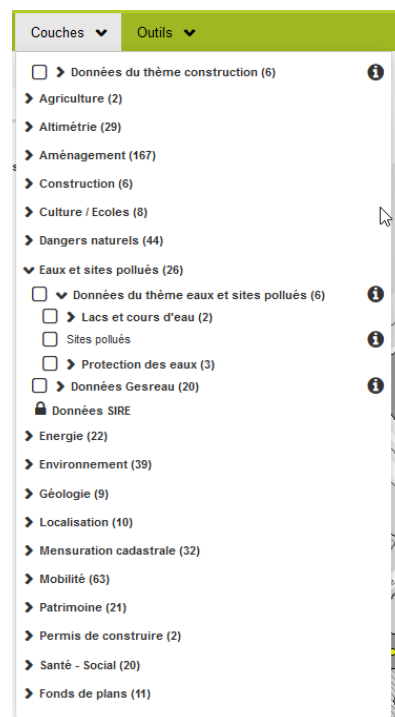 Couches Outils
Données du thème construction (6)
Agriculture (2)
Altimétrie (29)
Aménagement (167)
Construction (6)
Culture / Ecoles (8)
Dangers naturels (44)
Eaux et sites pollués (26)
Données du thème eaux et sites pollués (6)
Lacs et cours d'eau (2)
Sites pollués
Protection des eaux (3)
Données Gesreau (20)
Données SIRE
Energie (22)
Environnement (39)
Géologie (9)
Localisation (10)
Mensuration cadastrale (32)
Mobilité (63)
Patrimoine (21)
Permis de construire (2)
Santé - Social (20)
Fonds de plans (11)